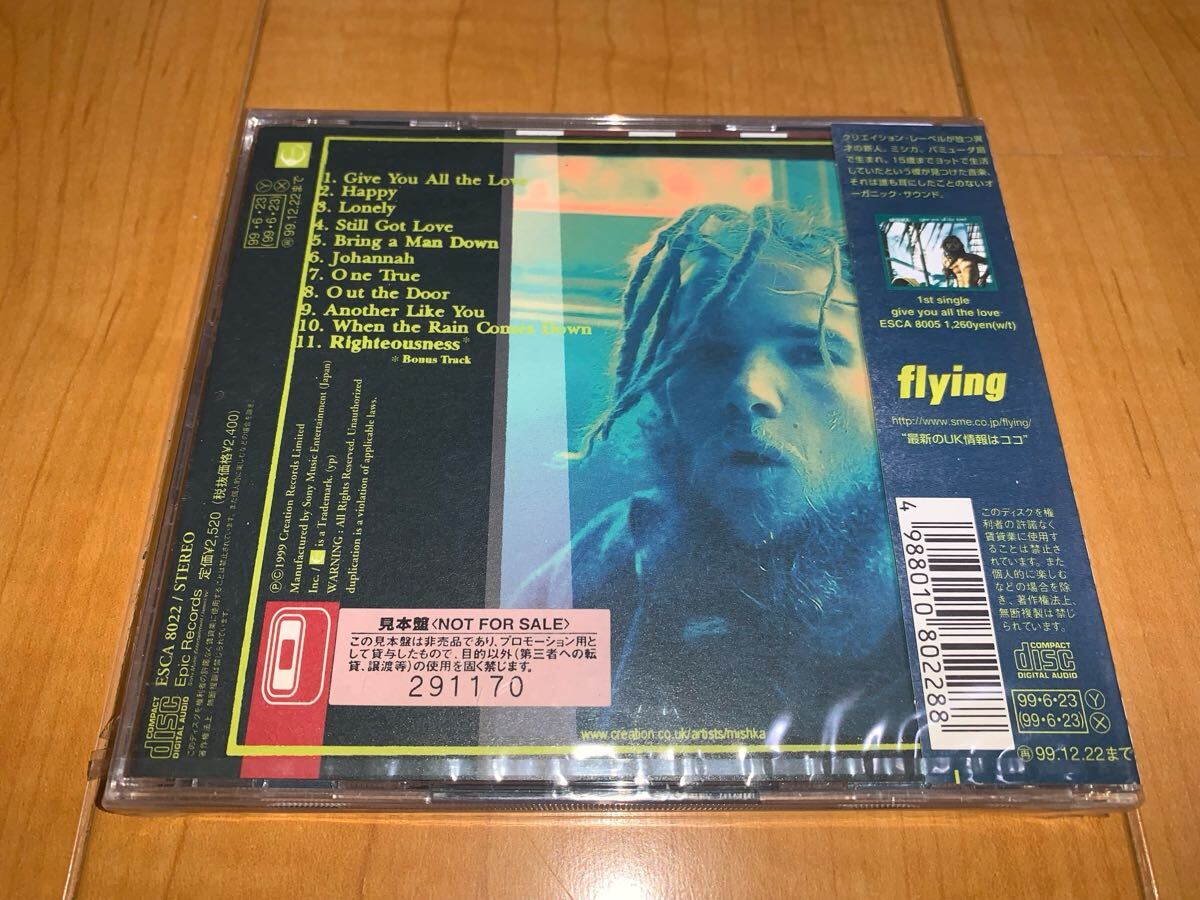 1. Give You All the Love
2. Happy
3. Lonely
4. Still Got Love
5. Bring a Man Down
6. Johannah
7. One True
8. Out the Door
9. Another Like You
10. When the Rain Comes Down
11. Righteousness*
* Bonus Track
Ⓟ©1999 Creation Records Limited
Manufactured by Sony Music Entertainment (Japan)
Inc./ is a Trademark. (yp)
WARNING : All Rights Reserved. Unauthorized
duplication is a violation of applicable laws.
99・6・23 Ⓨ
(99・6・23) Ⓧ
再99.12.22まで
COMPACT
disc
DIGITAL AUDIO
ESCA 8022 / STEREO
Epic Records 定価¥2,520 (税抜価格¥2,400)
見本盤〈NOT FOR SALE〉
この見本盤は非売品であり、プロモーション用と
して貸与したもので、目的以外(第三者への転
貸、譲渡等)の使用を固く禁じます。
291170
www.creation.co.uk/artists/mishka
クリエイション・レーベルが放つ異
才の新人、ミシカ。バミューダ島
で生まれ、15歳までヨットで生活
していたという彼が見つけた音楽、
それは誰も耳にしたことのないオ
ーガニック・サウンド。
1st single
give you all the love
ESCA 8005 1,260yen(w/t)
flying
http://www.sme.co.jp/flying/
“最新のUK情報はココ”
4 988010 802288
このディスクを権
利者の許諾なく
賃貸業に使用す
ることは禁止さ
れています。また
個人的に楽しむ
などの場合を除
き、著作権法上、
無断複製は禁じ
られています。
COMPACT
disc
DIGITAL AUDIO
99・6・23 Ⓨ
(99・6・23) Ⓧ
再99.12.22まで